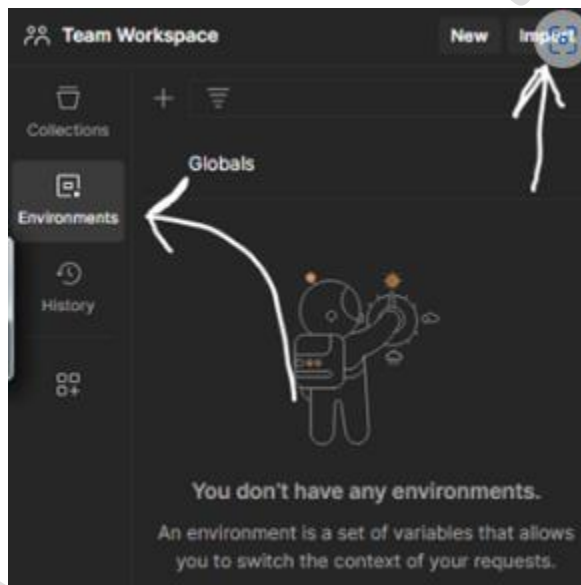 Team Workspace
New
Import
Collections
Environments
History
Globals
You don't have any environments.
An environment is a set of variables that allows
you to switch the context of your requests.